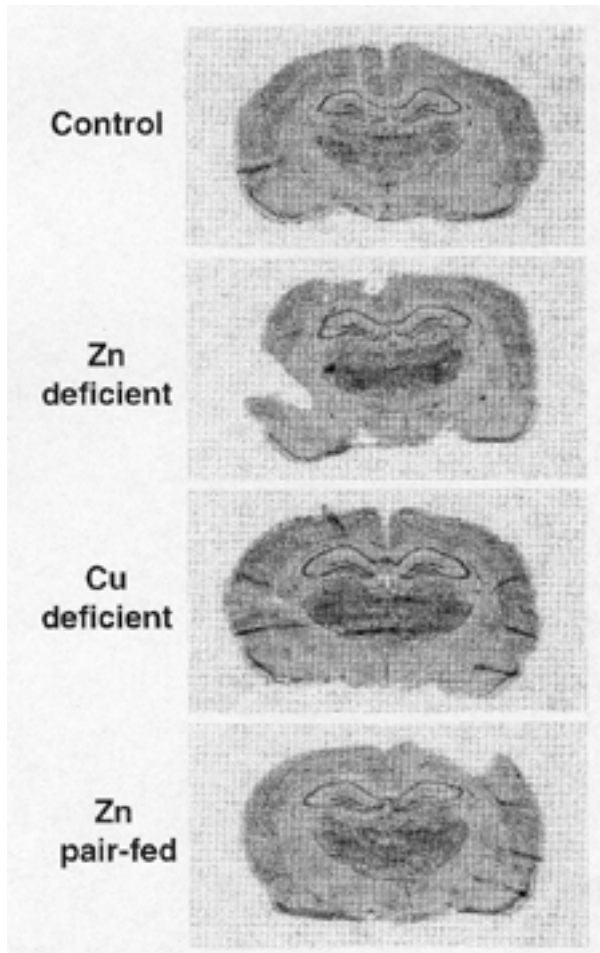 Control
Zn
deficient
Cu
deficient
Zn
pair-fed